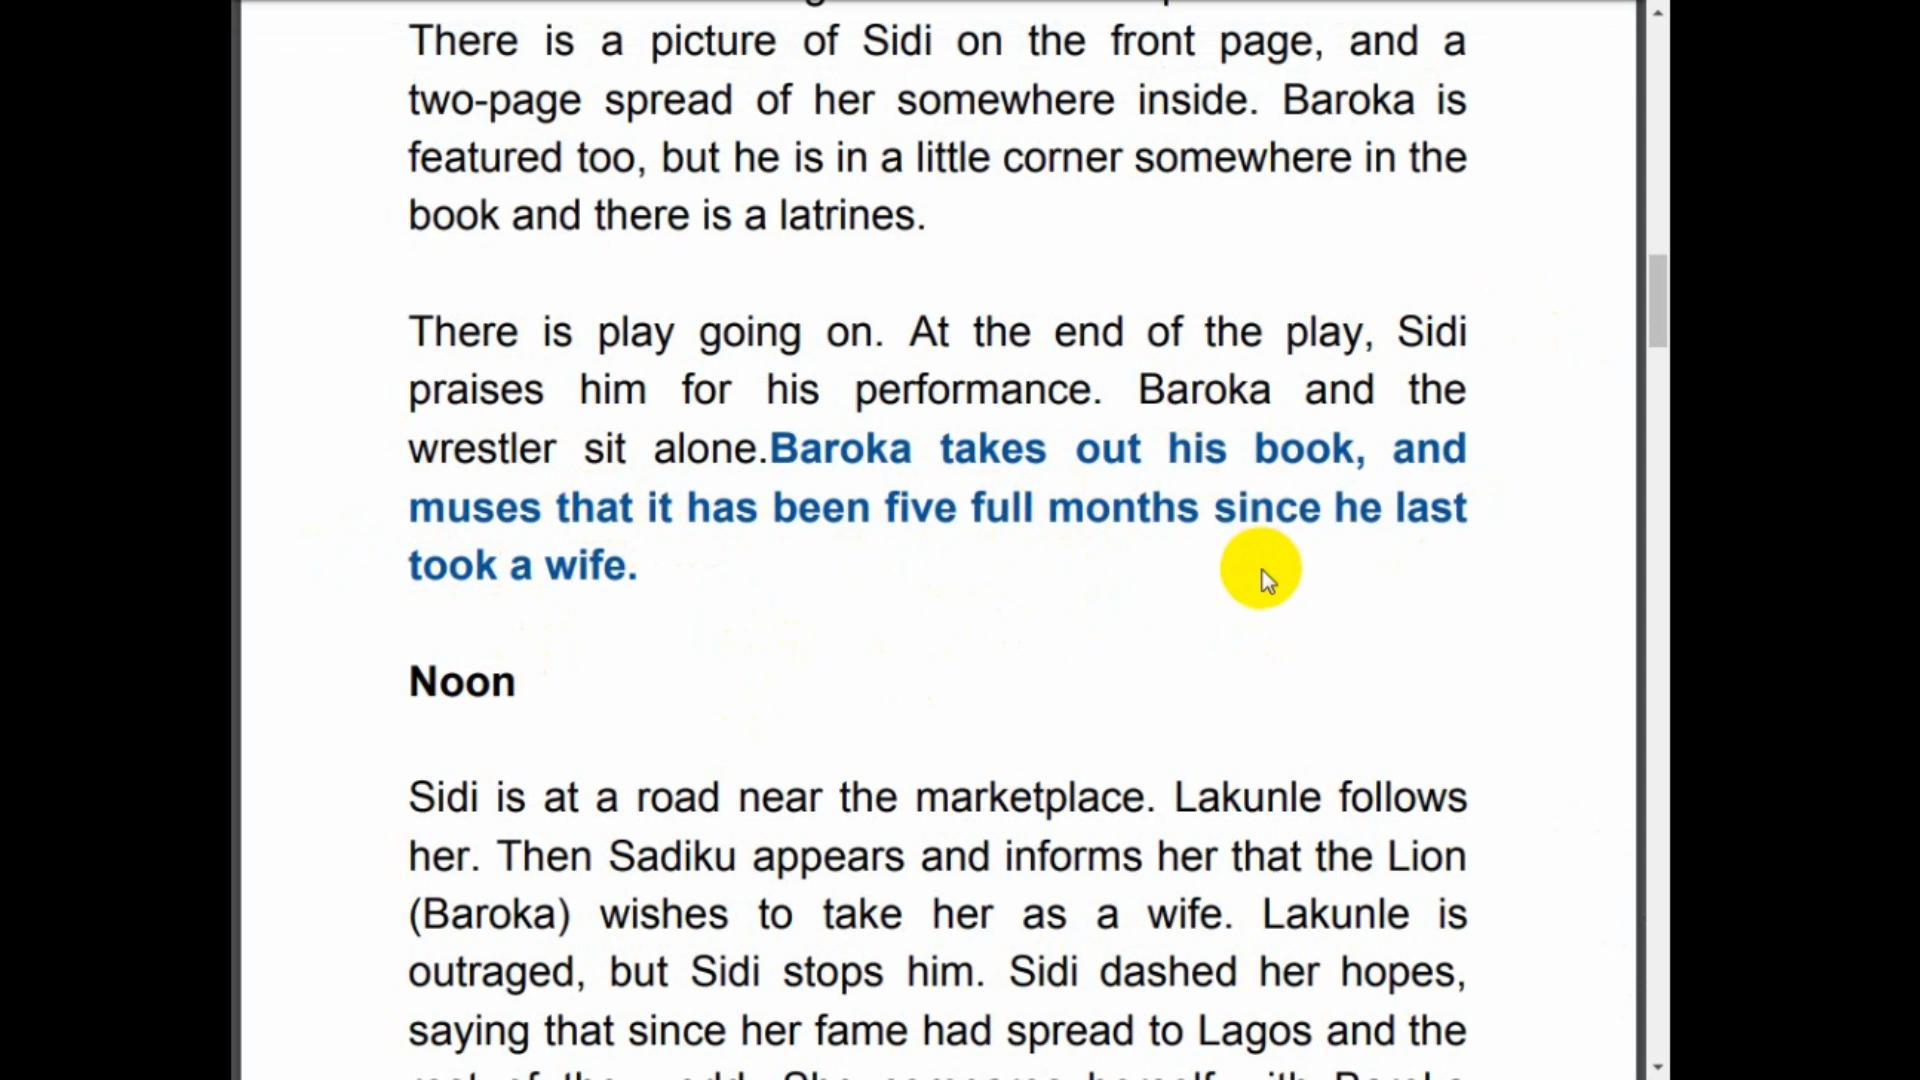 There is a picture of Sidi on the front page, and a
two-page spread of her somewhere inside. Baroka is
featured too, but he is in a little corner somewhere in the
book and there is a latrines.
There is play going on. At the end of the play, Sidi
praises him for his performance. Baroka and the
wrestler sit alone.Baroka takes out his book, and
muses that it has been five full months since he last
took a wife.
Noon
Sidi is at a road near the marketplace. Lakunle follows
her. Then Sadiku appears and informs her that the Lion
(Baroka) wishes to take her as a wife. Lakunle is
outraged, but Sidi stops him. Sidi dashed her hopes,
saying that since her fame had spread to Lagos and the